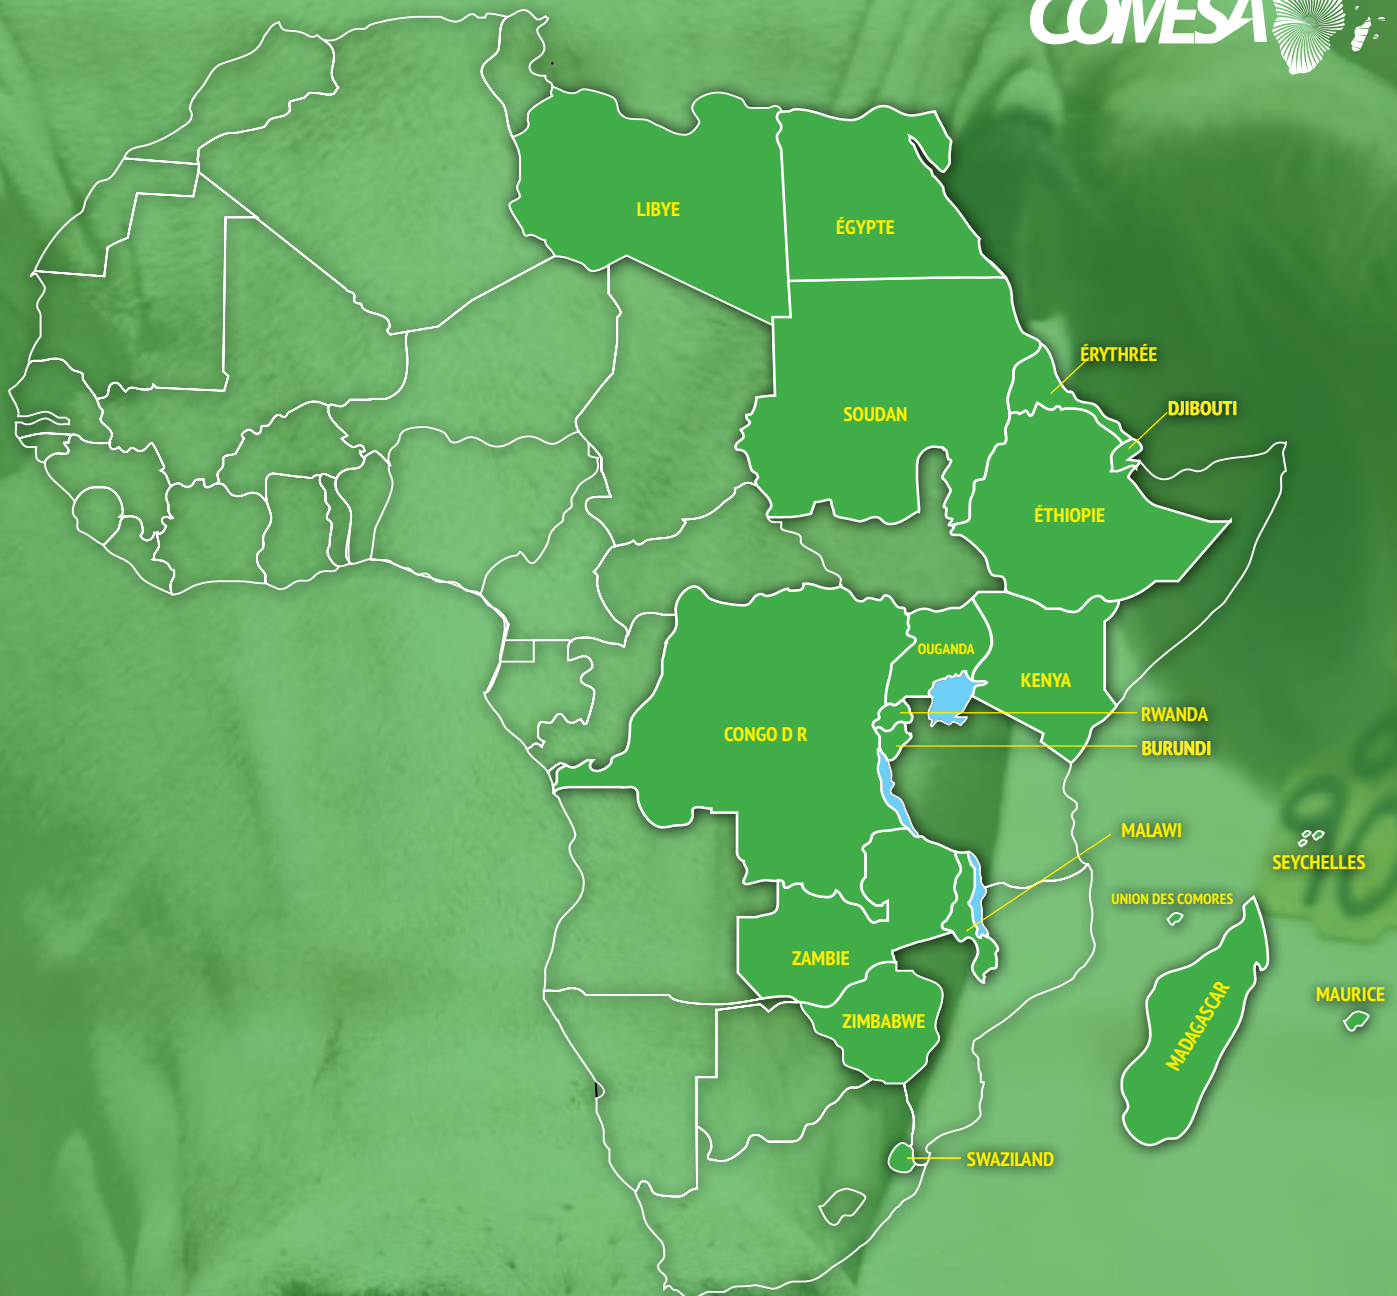 COMESA
LIBYE
ÉGYPTE
ÉRYTHRÉE
DJIBOUTI
SOUDAN
ÉTHIOPIE
OUGANDA
KENYA
RWANDA
CONGO D R
BURUNDI
MALAWI
SEYCHELLES
UNION DES COMORES
ZAMBIE
MAURICE
ZIMBABWE
MADAGASCAR
SWAZILAND